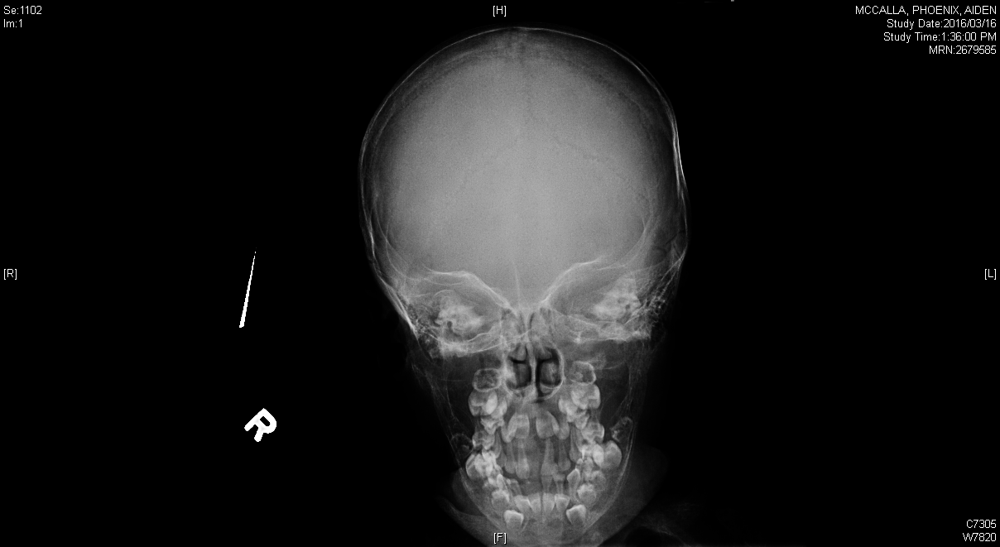 Se:1102
Im:1
[H]
MCCALLA, PHOENIX, AIDEN
Study Date:2016/03/16
Study Time:1:36:00 PM
MRN:2679585
[R]
[L]
R
[F]
C7305
W7820